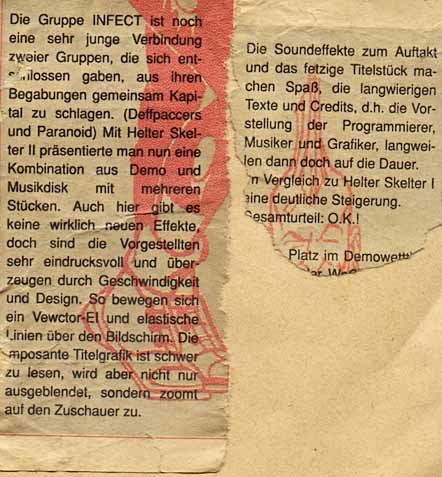 Die Gruppe INFECT ist noch
eine sehr junge Verbindung
zweier Gruppen, die sich ent-
schlossen gaben, aus ihren
Begabungen gemeinsam Kapi-
tal zu schlagen. (Deffpaccers
und Paranoid) Mit Helter Skel-
ter II präsentierte man nun eine
Kombination aus Demo und
Musikdisk mit mehreren
Stücken. Auch hier gibt es
keine wirklich neuen Effekte,
doch sind die Vorgestellten
sehr eindrucksvoll und über-
zeugen durch Geschwindigkeit
und Design. So bewegen sich
ein Vewctor-EI und elastische
Linien über den Bildschirm. Die
imposante Titelgrafik ist schwer
zu lesen, wird aber nicht nur
ausgeblendet, sondern zoomt
auf den Zuschauer zu.
Die Soundeffekte zum Auftakt
und das fetzige Titelstück ma-
chen Spaß, die langwierigen
Texte und Credits, d.h. die Vor-
stellung der Programmierer,
Musiker und Grafiker, langwei-
len dann doch auf die Dauer.
Im Vergleich zu Helter Skelter I
eine deutliche Steigerung.
Gesamturteil: O.K.!
Platz im